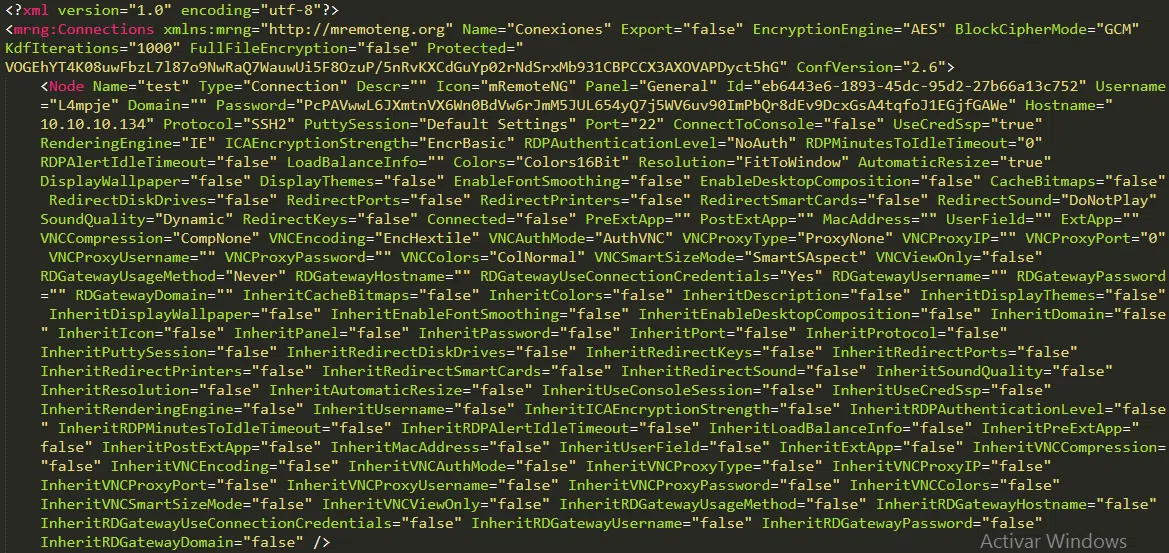 <?xml version="1.0" encoding="utf-8"?>
<mrng:Connections xmlns:mrng="http://mremoteng.org" Name="Conexiones" Export="false" EncryptionEngine="AES" BlockCipherMode="GCM"
KdfIterations="1000" FullFileEncryption="false" Protected="
VOGEhYT4K08uwFbzL7l87o9NwRaQ7WauwUi5F8OzuP/5nRvKXCdGuYp02rNdSrxMb931CBPCCX3AXOVAPDyct5hG" ConfVersion="2.6">
<Node Name="test" Type="Connection" Descr="" Icon="mRemoteNG" Panel="General" Id="eb6443e6-1893-45dc-95d2-27b66a13c752" Username
="L4mpje" Domain="" Password="PcPAVwwL6JXmtnVX6Wn0BdVw6rJmM5JUL654yQ7j5WV6uv90ImPbQr8dEv9DcxGsA4tqfoJ1EGjfGAWe" Hostname="
10.10.10.134" Protocol="SSH2" PuttySession="Default Settings" Port="22" ConnectToConsole="false" UseCredSsp="true"
RenderingEngine="IE" ICAEncryptionStrength="EncrBasic" RDPAuthenticationLevel="NoAuth" RDPMinutesToIdleTimeout="0"
RDPAlertIdleTimeout="false" LoadBalanceInfo="" Colors="Colors16Bit" Resolution="FitToWindow" AutomaticResize="true"
DisplayWallpaper="false" DisplayThemes="false" EnableFontSmoothing="false" EnableDesktopComposition="false" CacheBitmaps="false"
RedirectDiskDrives="false" RedirectPorts="false" RedirectPrinters="false" RedirectSmartCards="false" RedirectSound="DoNotPlay"
SoundQuality="Dynamic" RedirectKeys="false" Connected="false" PreExtApp="" PostExtApp="" MacAddress="" UserField="" ExtApp=""
VNCCompression="CompNone" VNCEncoding="EncHextile" VNCAuthMode="AuthVNC" VNCProxyType="ProxyNone" VNCProxyIP="" VNCProxyPort="0"
VNCProxyUsername="" VNCProxyPassword="" VNCColors="ColNormal" VNCSmartSizeMode="SmartSAspect" VNCViewOnly="false"
RDGatewayUsageMethod="Never" RDGatewayHostname="" RDGatewayUseConnectionCredentials="Yes" RDGatewayUsername="" RDGatewayPassword
="" RDGatewayDomain="" InheritCacheBitmaps="false" InheritColors="false" InheritDescription="false" InheritDisplayThemes="false"
InheritDisplayWallpaper="false" InheritEnableFontSmoothing="false" InheritEnableDesktopComposition="false" InheritDomain="false
" InheritIcon="false" InheritPanel="false" InheritPassword="false" InheritPort="false" InheritProtocol="false"
InheritPuttySession="false" InheritRedirectDiskDrives="false" InheritRedirectKeys="false" InheritRedirectPorts="false"
InheritRedirectPrinters="false" InheritRedirectSmartCards="false" InheritRedirectSound="false" InheritSoundQuality="false"
InheritResolution="false" InheritAutomaticResize="false" InheritUseConsoleSession="false" InheritUseCredSsp="false"
InheritRenderingEngine="false" InheritUsername="false" InheritICAEncryptionStrength="false" InheritRDPAuthenticationLevel="false
" InheritRDPMinutesToIdleTimeout="false" InheritRDPAlertIdleTimeout="false" InheritLoadBalanceInfo="false" InheritPreExtApp="
false" InheritPostExtApp="false" InheritMacAddress="false" InheritUserField="false" InheritExtApp="false" InheritVNCCompression=
"false" InheritVNCEncoding="false" InheritVNCAuthMode="false" InheritVNCProxyType="false" InheritVNCProxyIP="false"
InheritVNCProxyPort="false" InheritVNCProxyUsername="false" InheritVNCProxyPassword="false" InheritVNCColors="false"
InheritVNCSmartSizeMode="false" InheritVNCViewOnly="false" InheritRDGatewayUsageMethod="false" InheritRDGatewayHostname="false"
InheritRDGatewayUseConnectionCredentials="false" InheritRDGatewayUsername="false" InheritRDGatewayPassword="false"
InheritRDGatewayDomain="false" />
Activar Windows